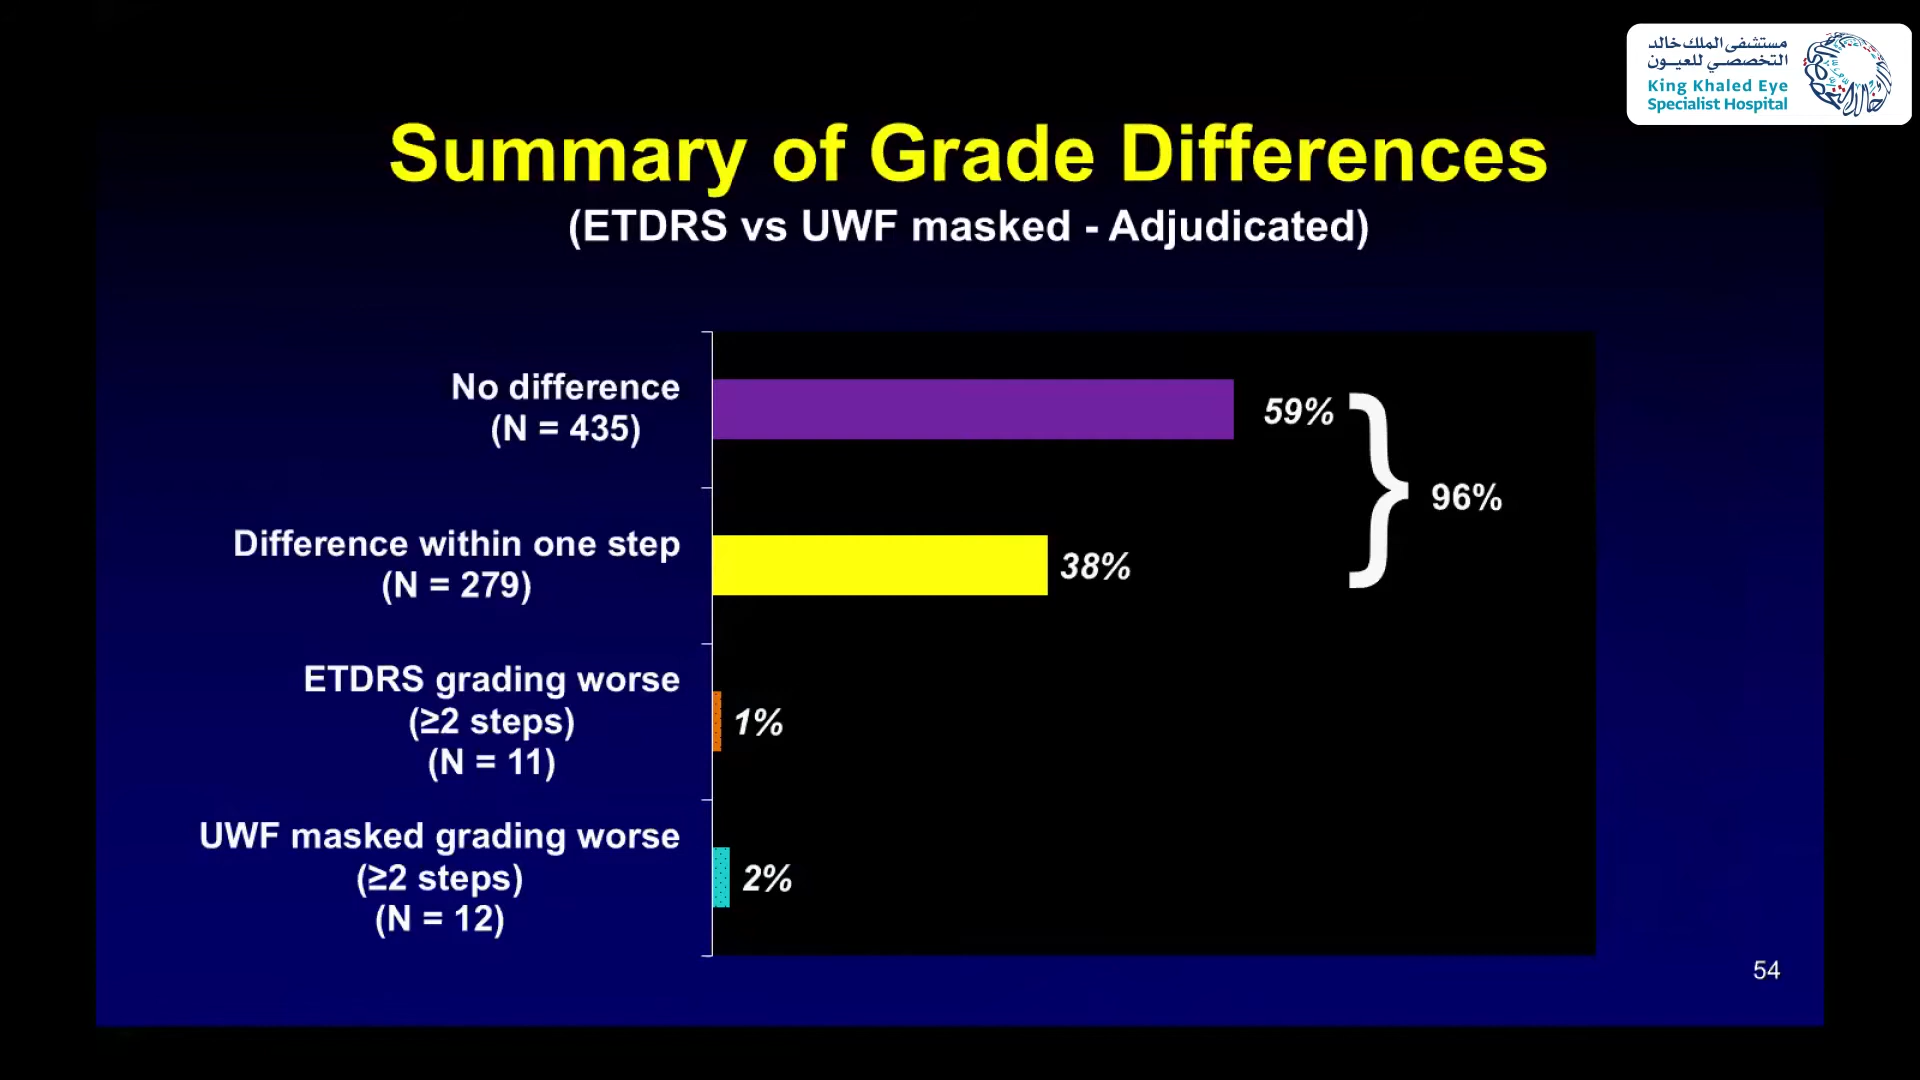 مستشفى الملك خالد
التخصصي للعيـون
King Khaled Eye
Specialist Hospital
Summary of Grade Differences
(ETDRS vs UWF masked - Adjudicated)
No difference
(N = 435)
59%
96%
Difference within one step
(N = 279)
38%
ETDRS grading worse
(≥2 steps)
(N = 11)
1%
UWF masked grading worse
(≥2 steps)
(N = 12)
2%
54